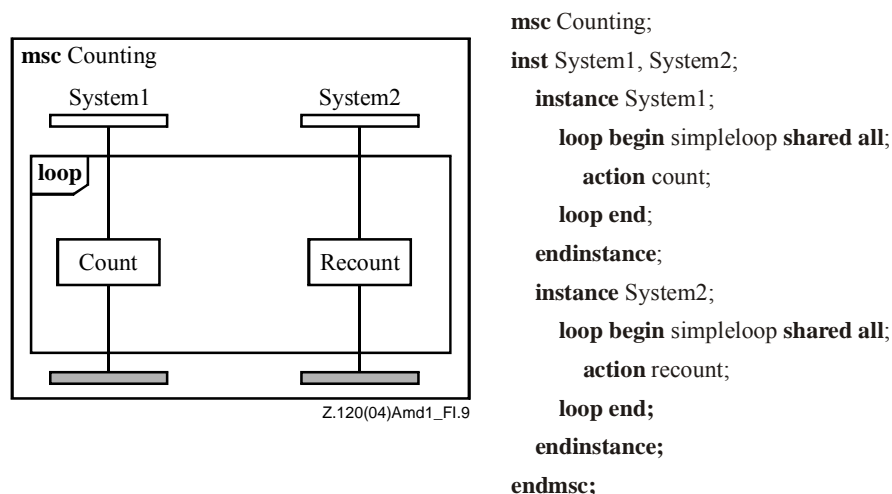 msc Counting
System1
System2
loop
Count
Recount
Z.120(04)Amd1_FI.9
msc Counting;
inst System1, System2;
instance System1;
loop begin simpleloop shared all;
action count;
loop end;
endinstance;
instance System2;
loop begin simpleloop shared all;
action recount;
loop end;
endinstance;
endmsc;